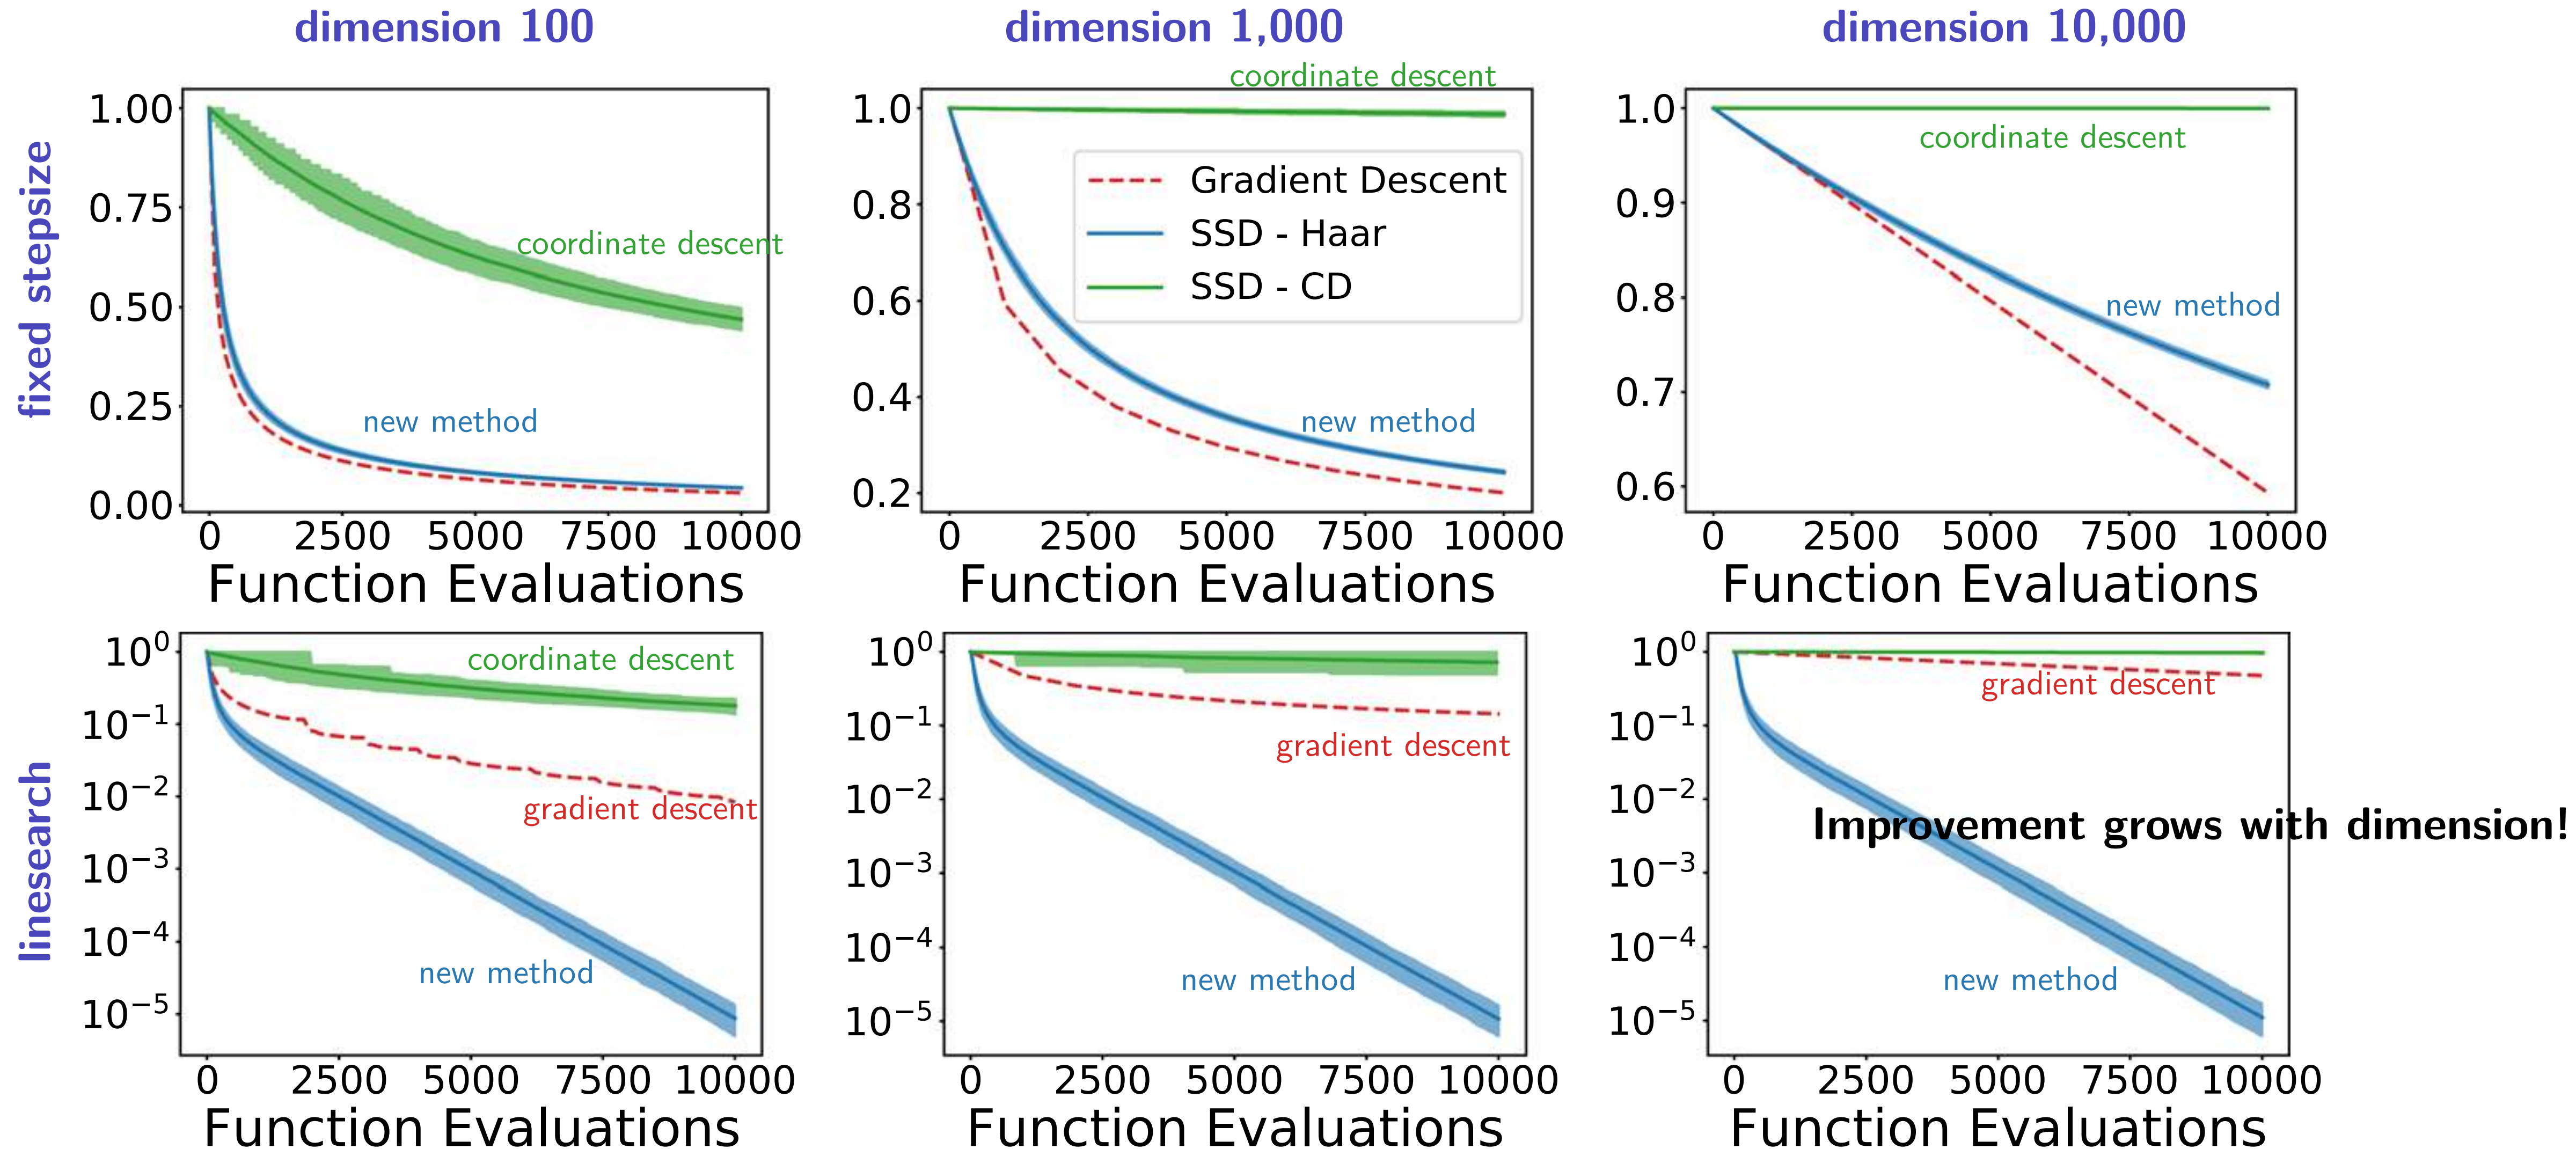 dimension 100
dimension 1,000
dimension 10,000
fixed stepsize
1.00
0.75
0.50
0.25
0.00
coordinate descent
new method
0 2500 5000 7500 10000
Function Evaluations
coordinate descent
1.0
0.8
0.6
0.4
0.2
Gradient Descent
SSD - Haar
SSD - CD
new method
0 2500 5000 7500 10000
Function Evaluations
1.0
0.9
0.8
0.7
0.6
coordinate descent
new method
0 2500 5000 7500 10000
Function Evaluations
linesearch
10⁰
10⁻¹
10⁻²
10⁻³
10⁻⁴
10⁻⁵
coordinate descent
gradient descent
new method
0 2500 5000 7500 10000
Function Evaluations
10⁰
10⁻¹
10⁻²
10⁻³
10⁻⁴
10⁻⁵
gradient descent
new method
0 2500 5000 7500 10000
Function Evaluations
10⁰
10⁻¹
10⁻²
10⁻³
10⁻⁴
10⁻⁵
gradient descent
Improvement grows with dimension!
new method
0 2500 5000 7500 10000
Function Evaluations